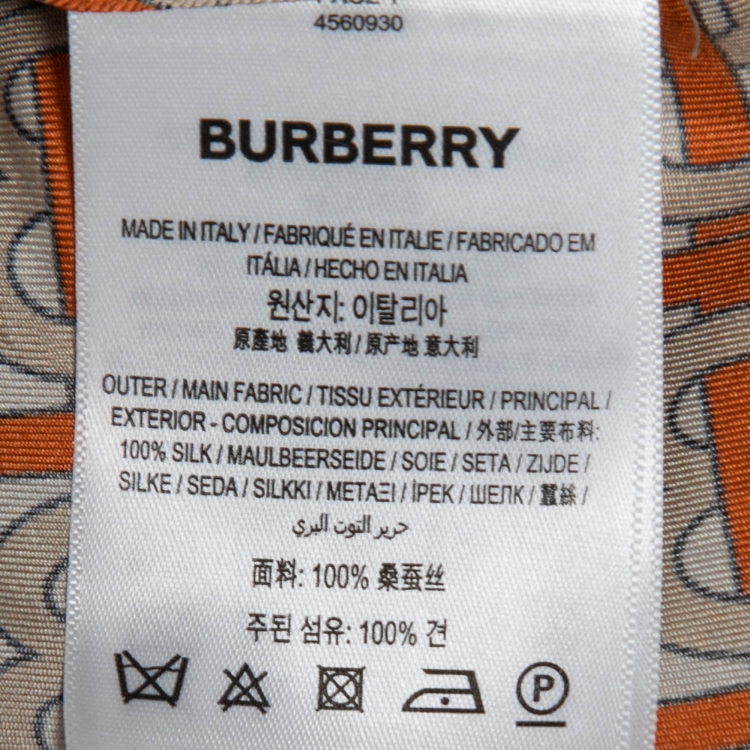 4560930
BURBERRY
MADE IN ITALY / FABRIQUÉ EN ITALIE / FABRICADO EM
ITÁLIA / HECHO EN ITALIA
원산지: 이탈리아
原產地 義大利 / 原产地 意大利
OUTER / MAIN FABRIC / TISSU EXTÉRIEUR / PRINCIPAL /
EXTERIOR - COMPOSICION PRINCIPAL / 外部/主要布料:
100% SILK / MAULBEERSEIDE / SOIE / SETA / ZIJDE /
SILKE / SEDA / SILKKI / ΜΕΤΑΞΙ / İPEK / ШЕЛК / 蠶絲 /
حرير التوت البري
面料: 100% 桑蚕丝
주된 섬유: 100% 견
P